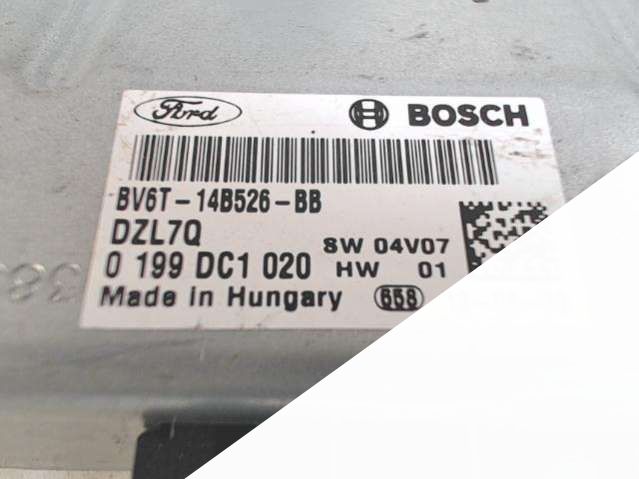 Ford BOSCH
BV6T-14B526-BB
DZL7Q
SW 04V07
0 199 DC1 020 HW 01
Made in Hungary 658